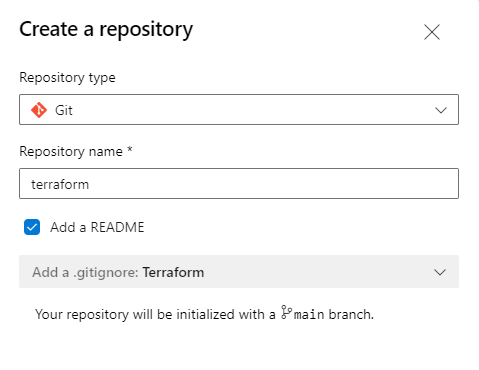 Create a repository
Repository type
Git
Repository name *
terraform
Add a README
Add a .gitignore: Terraform
Your repository will be initialized with a main branch.